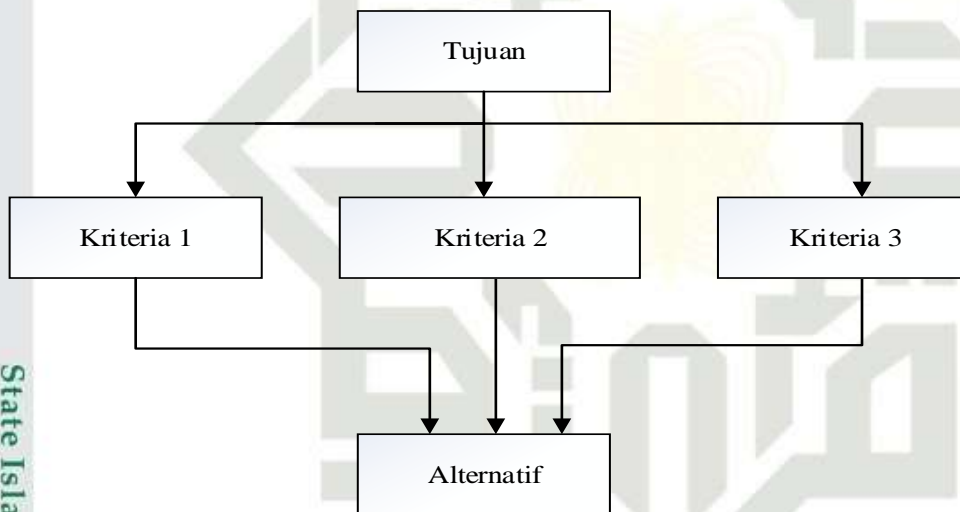 Tujuan
Kriteria 1
Kriteria 2
Kriteria 3
Alternatif
State Isla